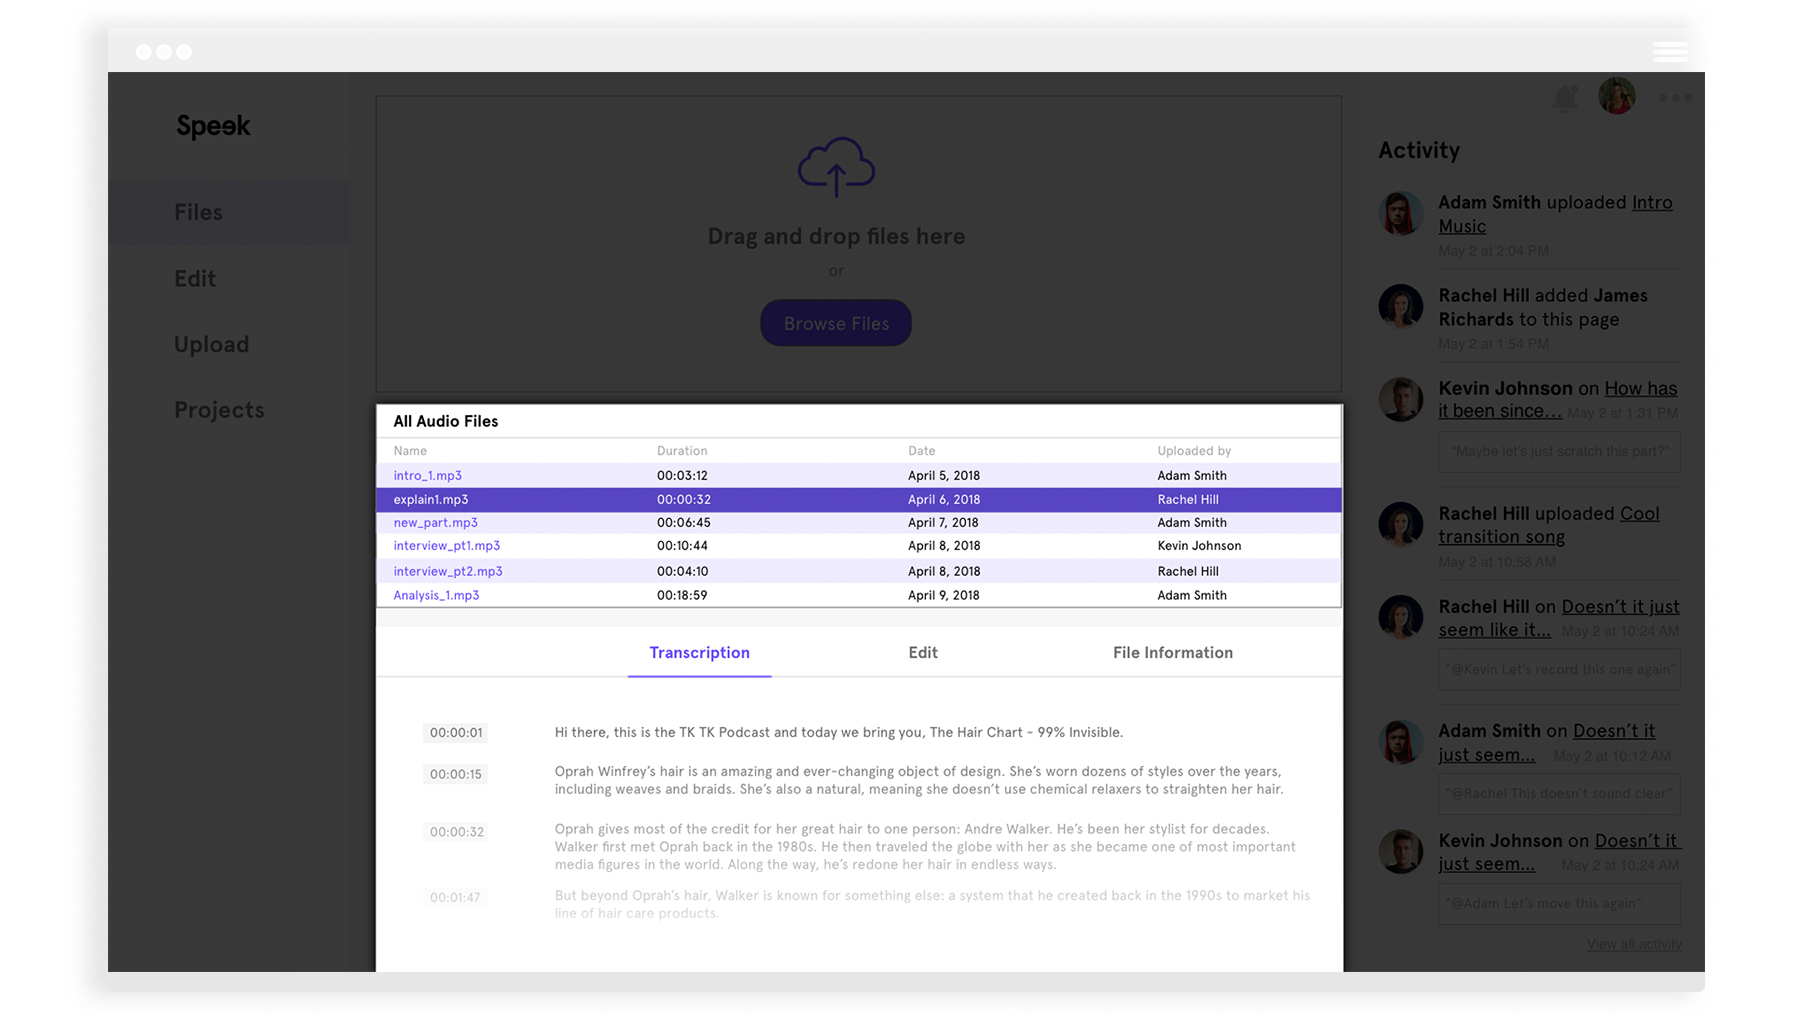 Speek
Files
Edit
Upload
Projects
Drag and drop files here
or
Browse Files
All Audio Files
Name Duration Date Uploaded by
intro_1.mp3 00:03:12 April 5, 2018 Adam Smith
explain1.mp3 00:00:32 April 6, 2018 Rachel Hill
new_part.mp3 00:06:45 April 7, 2018 Adam Smith
interview_pt1.mp3 00:10:44 April 8, 2018 Kevin Johnson
interview_pt2.mp3 00:04:10 April 8, 2018 Rachel Hill
Analysis_1.mp3 00:18:59 April 9, 2018 Adam Smith
Transcription Edit File Information
00:00:01 Hi there, this is the TK TK Podcast and today we bring you, The Hair Chart - 99% Invisible.
00:00:15 Oprah Winfrey’s hair is an amazing and ever-changing object of design. She’s worn dozens of styles over the years,
including weaves and braids. She’s also a natural, meaning she doesn’t use chemical relaxers to straighten her hair.
00:00:32 Oprah gives most of the credit for her great hair to one person: Andre Walker. He’s been her stylist for decades.
Walker first met Oprah back in the 1980s. He then traveled the globe with her as she became one of most important
media figures in the world. Along the way, he’s redone her hair in endless ways.
00:01:47 But beyond Oprah’s hair, Walker is known for something else: a system that he created back in the 1990s to market his
line of hair care products.
Activity
Adam Smith uploaded Intro
Music
May 2 at 2:04 PM
Rachel Hill added James
Richards to this page
May 2 at 1:54 PM
Kevin Johnson on How has
it been since... May 2 at 1:31 PM
"Maybe let's just scratch this part?"
Rachel Hill uploaded Cool
transition song
May 2 at 10:58 AM
Rachel Hill on Doesn’t it just
seem like it... May 2 at 10:24 AM
"@Kevin Let’s record this one again"
Adam Smith on Doesn’t it
just seem... May 2 at 10:12 AM
"@Rachel This doesn’t sound clear"
Kevin Johnson on Doesn’t it
just seem... May 2 at 10:24 AM
"@Adam Let’s move this again"
View all activity